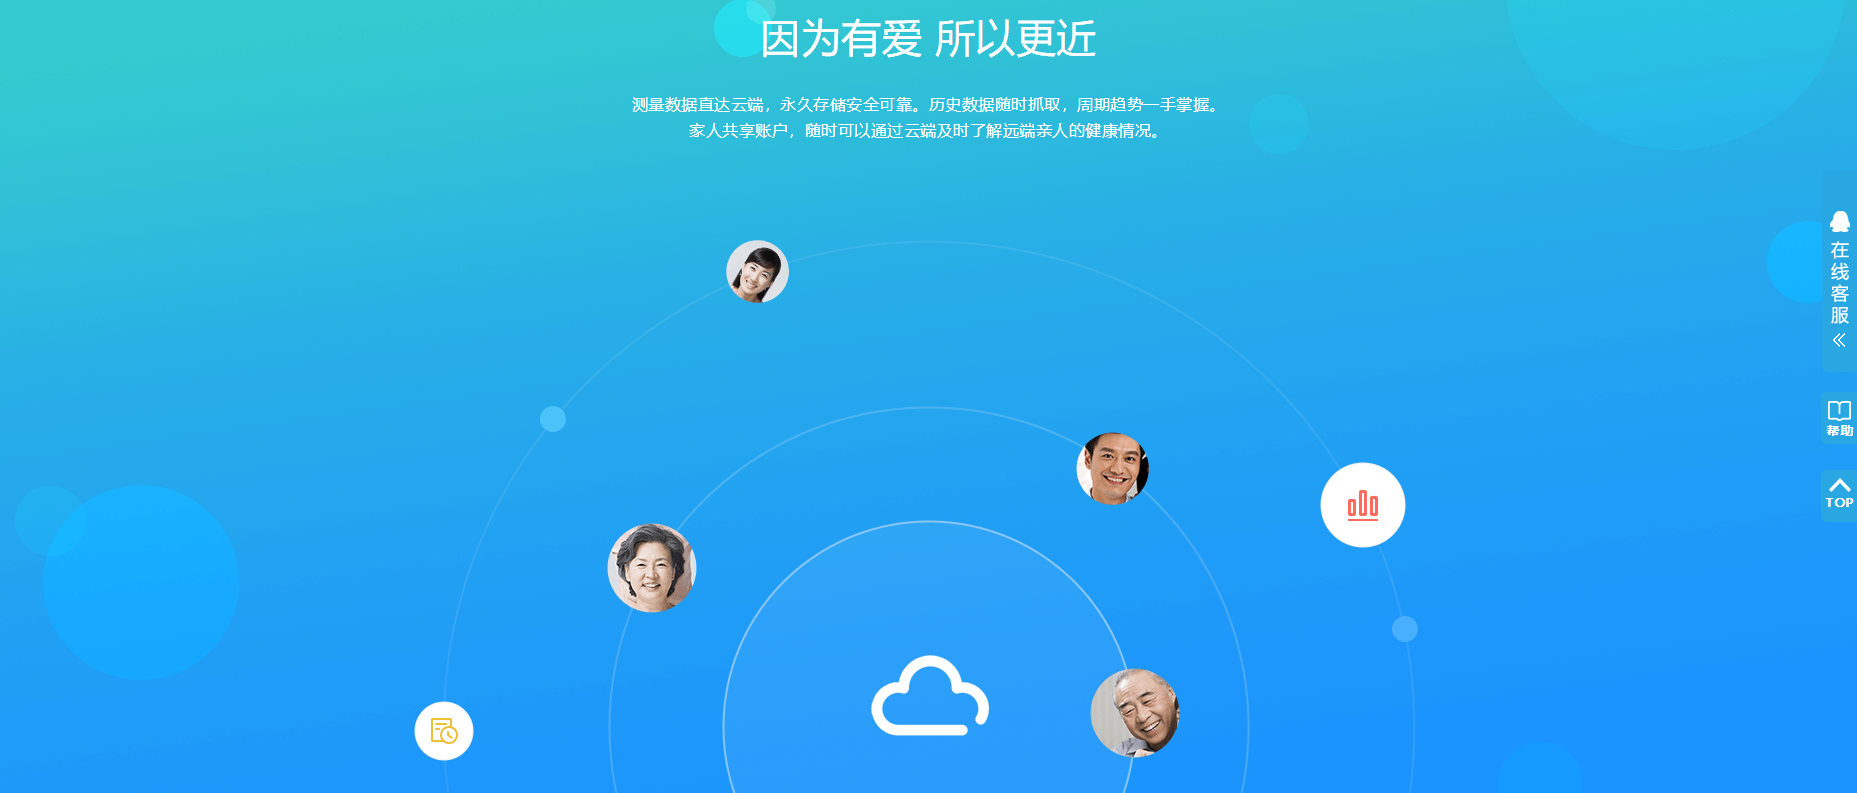 因为有爱 所以更近
测量数据直达云端，永久存储安全可靠。历史数据随时抓取，周期趋势一手掌握。
家人共享账户，随时可以通过云端及时了解远端亲人的健康情况。
在线客服
帮助
TOP